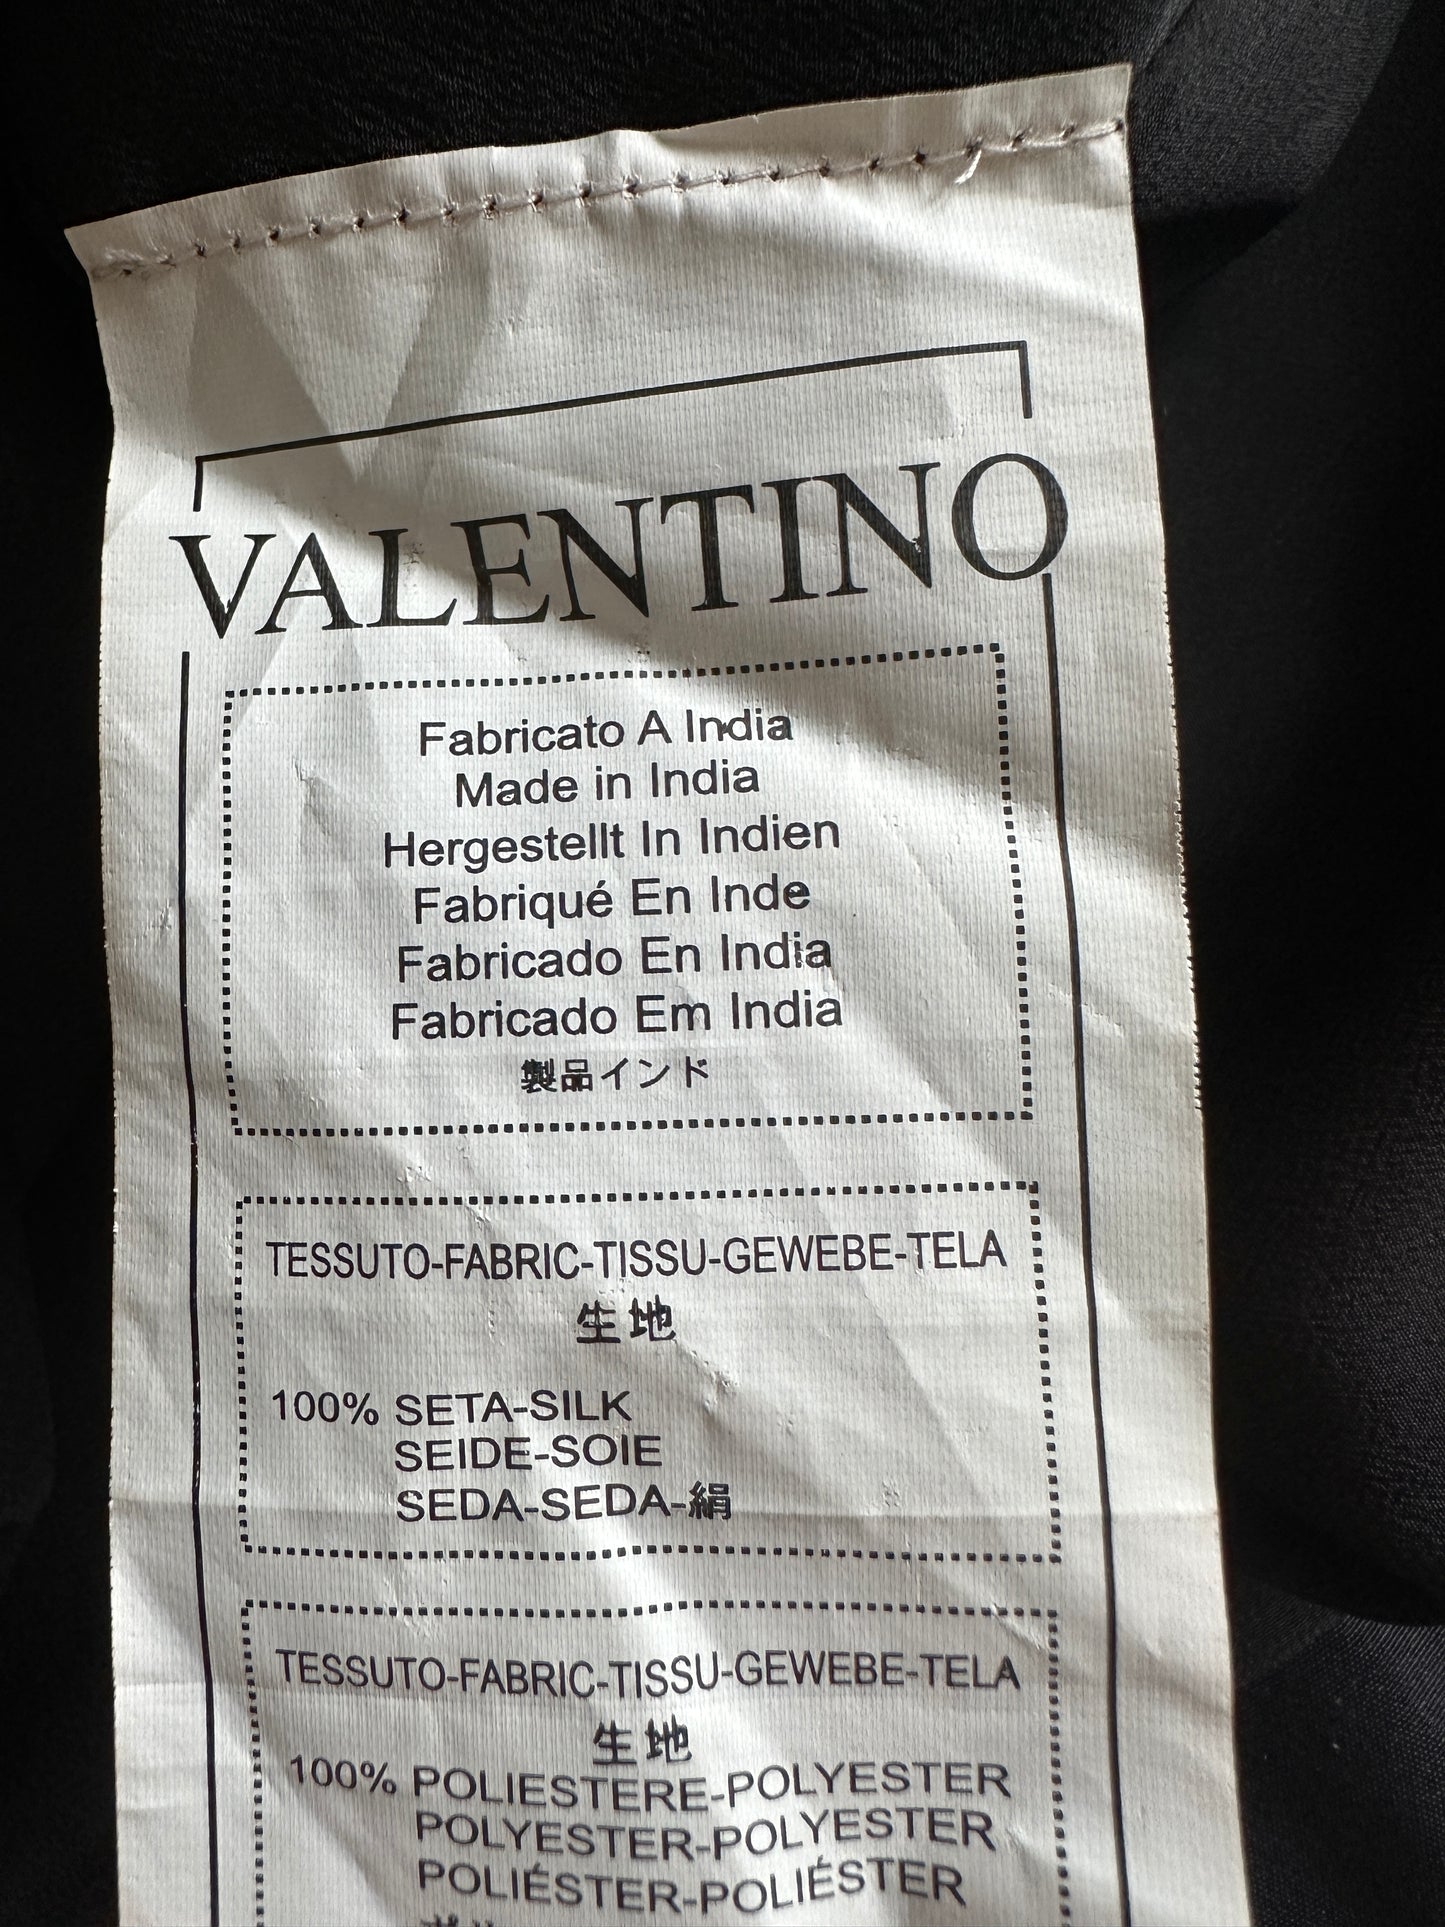 VALENTINO
Fabricato A India
Made in India
Hergestellt In Indien
Fabriqué En Inde
Fabricado En India
Fabricado Em India
製品インド
TESSUTO-FABRIC-TISSU-GEWEBE-TELA
生地
100% SETA-SILK
SEIDE-SOIE
SEDA-SEDA-絹
TESSUTO-FABRIC-TISSU-GEWEBE-TELA
生地
100% POLIESTERE-POLYESTER
POLYESTER-POLYESTER
POLIÉSTER-POLIÉSTER